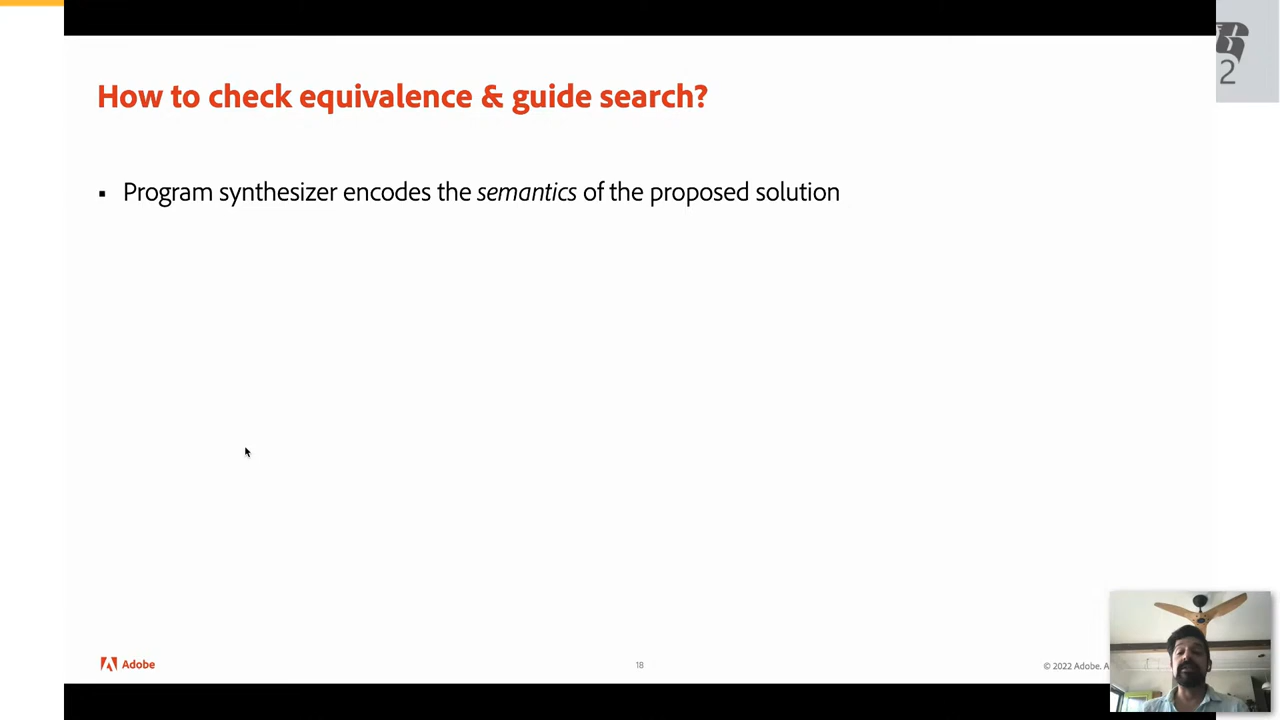 How to check equivalence & guide search?
2
▪ Program synthesizer encodes the semantics of the proposed solution
Adobe
18
© 2022 Adobe. A